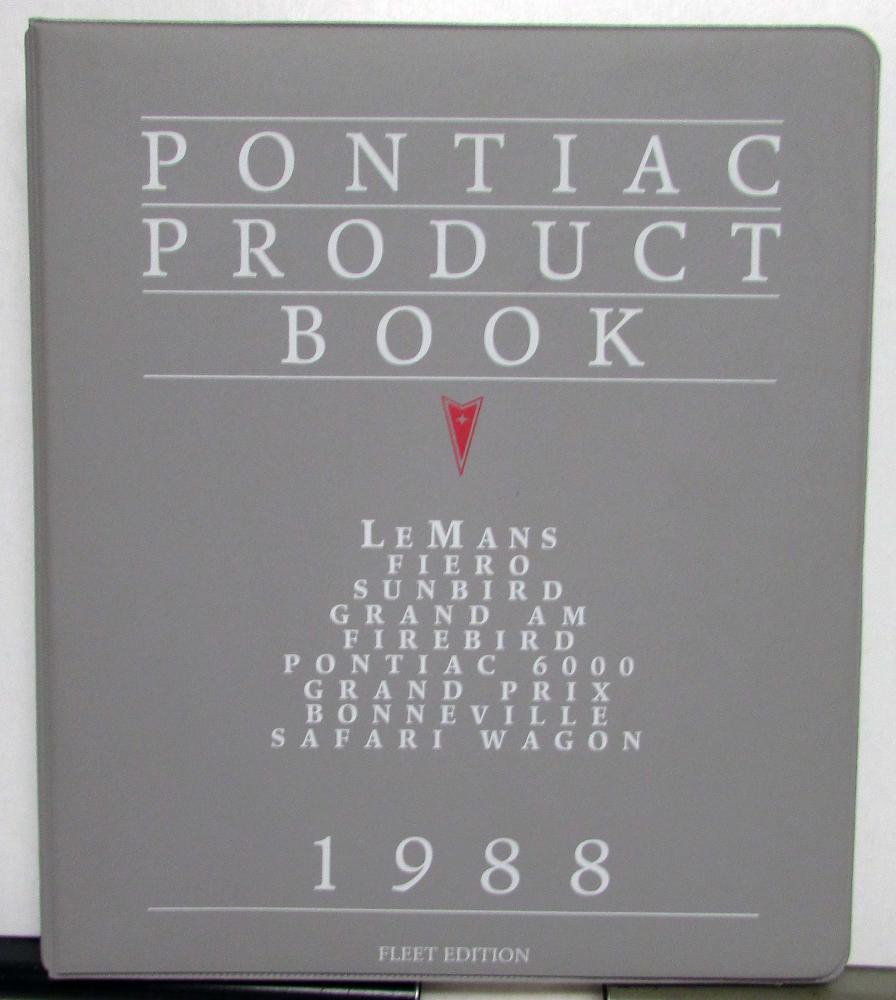 PONTIAC
PRODUCT
BOOK
LEMANS
FIERO
SUNBIRD
GRAND AM
FIREBIRD
PONTIAC 6000
GRAND PRIX
BONNEVILLE
SAFARI WAGON
1988
FLEET EDITION